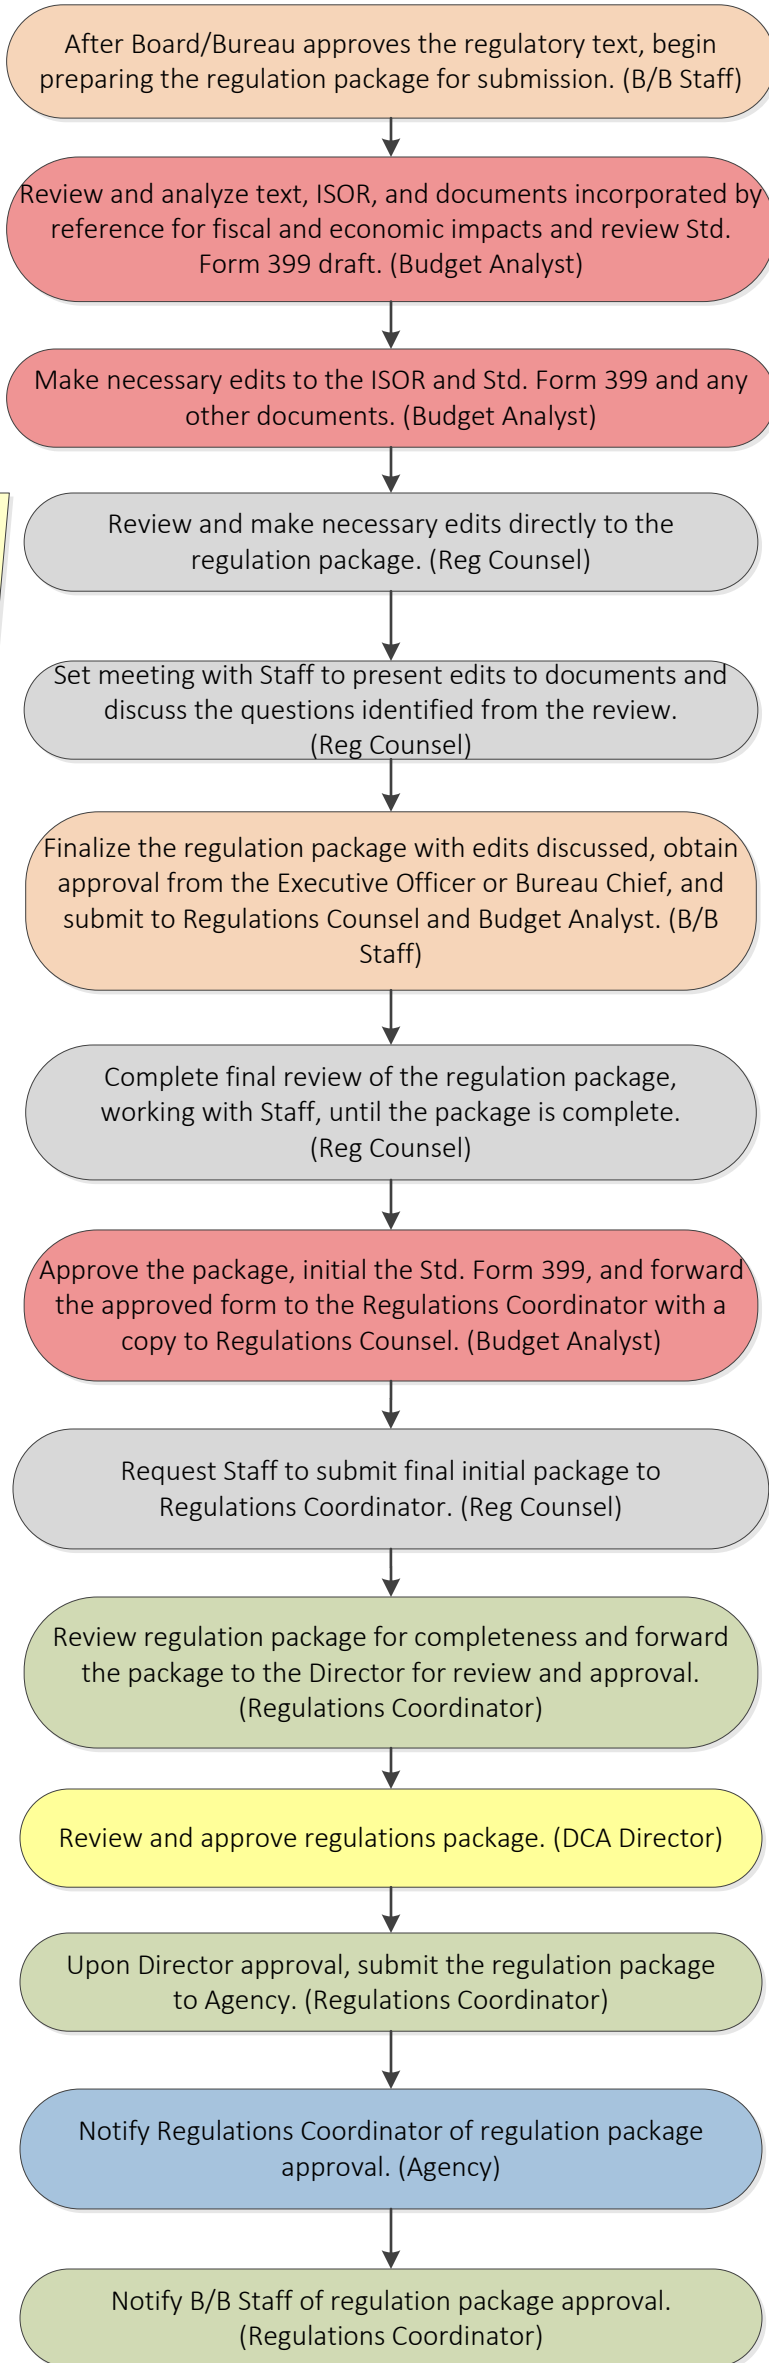 After Board/Bureau approves the regulatory text, begin
preparing the regulation package for submission. (B/B Staff)
Review and analyze text, ISOR, and documents incorporated by
reference for fiscal and economic impacts and review Std.
Form 399 draft. (Budget Analyst)
Make necessary edits to the ISOR and Std. Form 399 and any
other documents. (Budget Analyst)
Review and make necessary edits directly to the
regulation package. (Reg Counsel)
Set meeting with Staff to present edits to documents and
discuss the questions identified from the review.
(Reg Counsel)
Finalize the regulation package with edits discussed, obtain
approval from the Executive Officer or Bureau Chief, and
submit to Regulations Counsel and Budget Analyst. (B/B
Staff)
Complete final review of the regulation package,
working with Staff, until the package is complete.
(Reg Counsel)
Approve the package, initial the Std. Form 399, and forward
the approved form to the Regulations Coordinator with a
copy to Regulations Counsel. (Budget Analyst)
Request Staff to submit final initial package to
Regulations Coordinator. (Reg Counsel)
Review regulation package for completeness and forward
the package to the Director for review and approval.
(Regulations Coordinator)
Review and approve regulations package. (DCA Director)
Upon Director approval, submit the regulation package
to Agency. (Regulations Coordinator)
Notify Regulations Coordinator of regulation package
approval. (Agency)
Notify B/B Staff of regulation package approval.
(Regulations Coordinator)